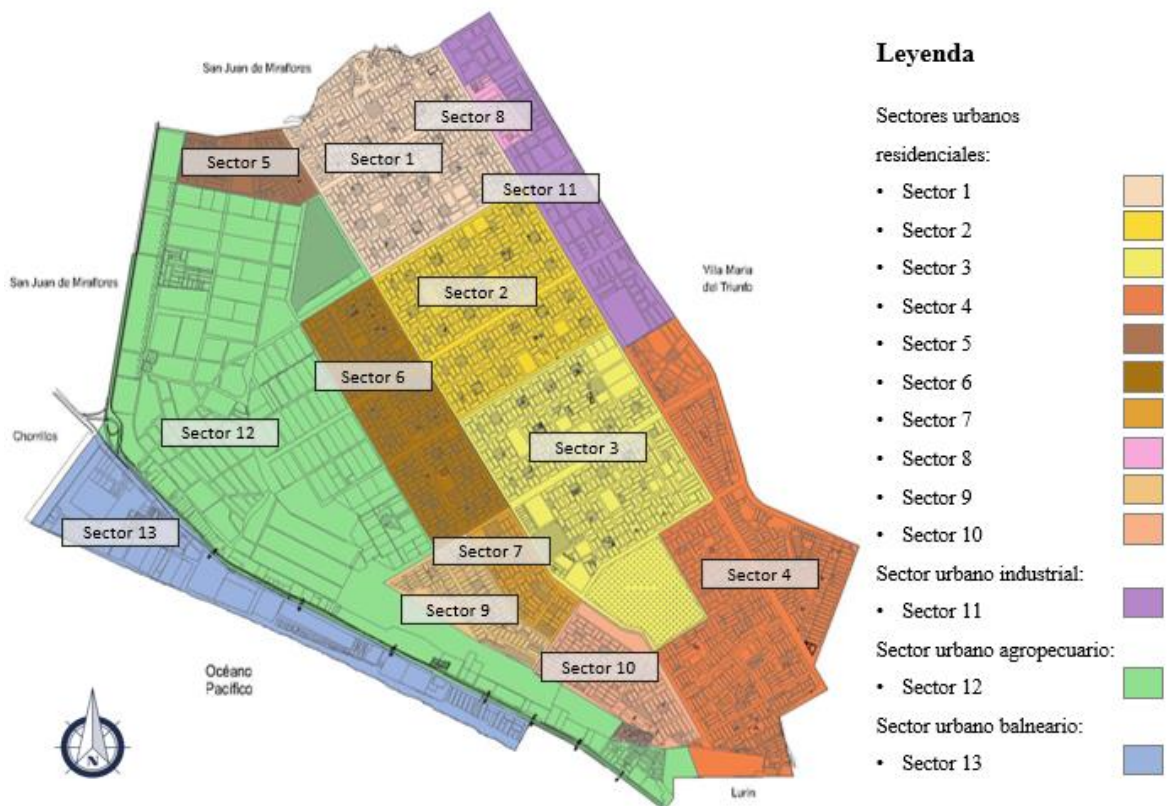 San Juan de Miraflores
Sector 8
Sector 5
Sector 1
Sector 11
San Juan de Miraflores
Villa Maria
del Triunfo
Sector 2
Sector 6
Sector 12
Chorrillos
Sector 3
Sector 13
Sector 7
Sector 4
Sector 9
Sector 10
Océano
Pacífico
N
Lurin
Leyenda
Sectores urbanos
residenciales:
• Sector 1
• Sector 2
• Sector 3
• Sector 4
• Sector 5
• Sector 6
• Sector 7
• Sector 8
• Sector 9
• Sector 10
Sector urbano industrial:
• Sector 11
Sector urbano agropecuario:
• Sector 12
Sector urbano balneario:
• Sector 13